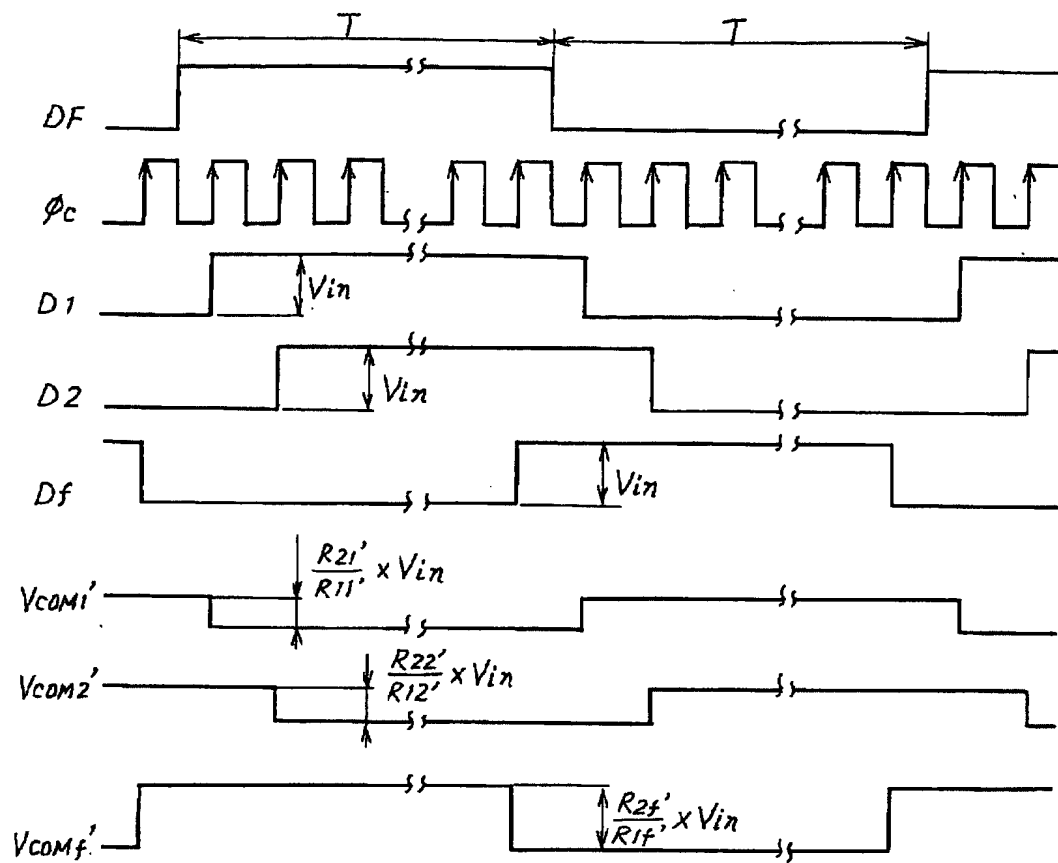 T T
DF
φc
D1 Vin
D2 Vin
Df Vin
VCOM1' R21'/R11' × Vin
VCOM2' R22'/R12' × Vin
VCOMf' R2f'/R1f' × Vin